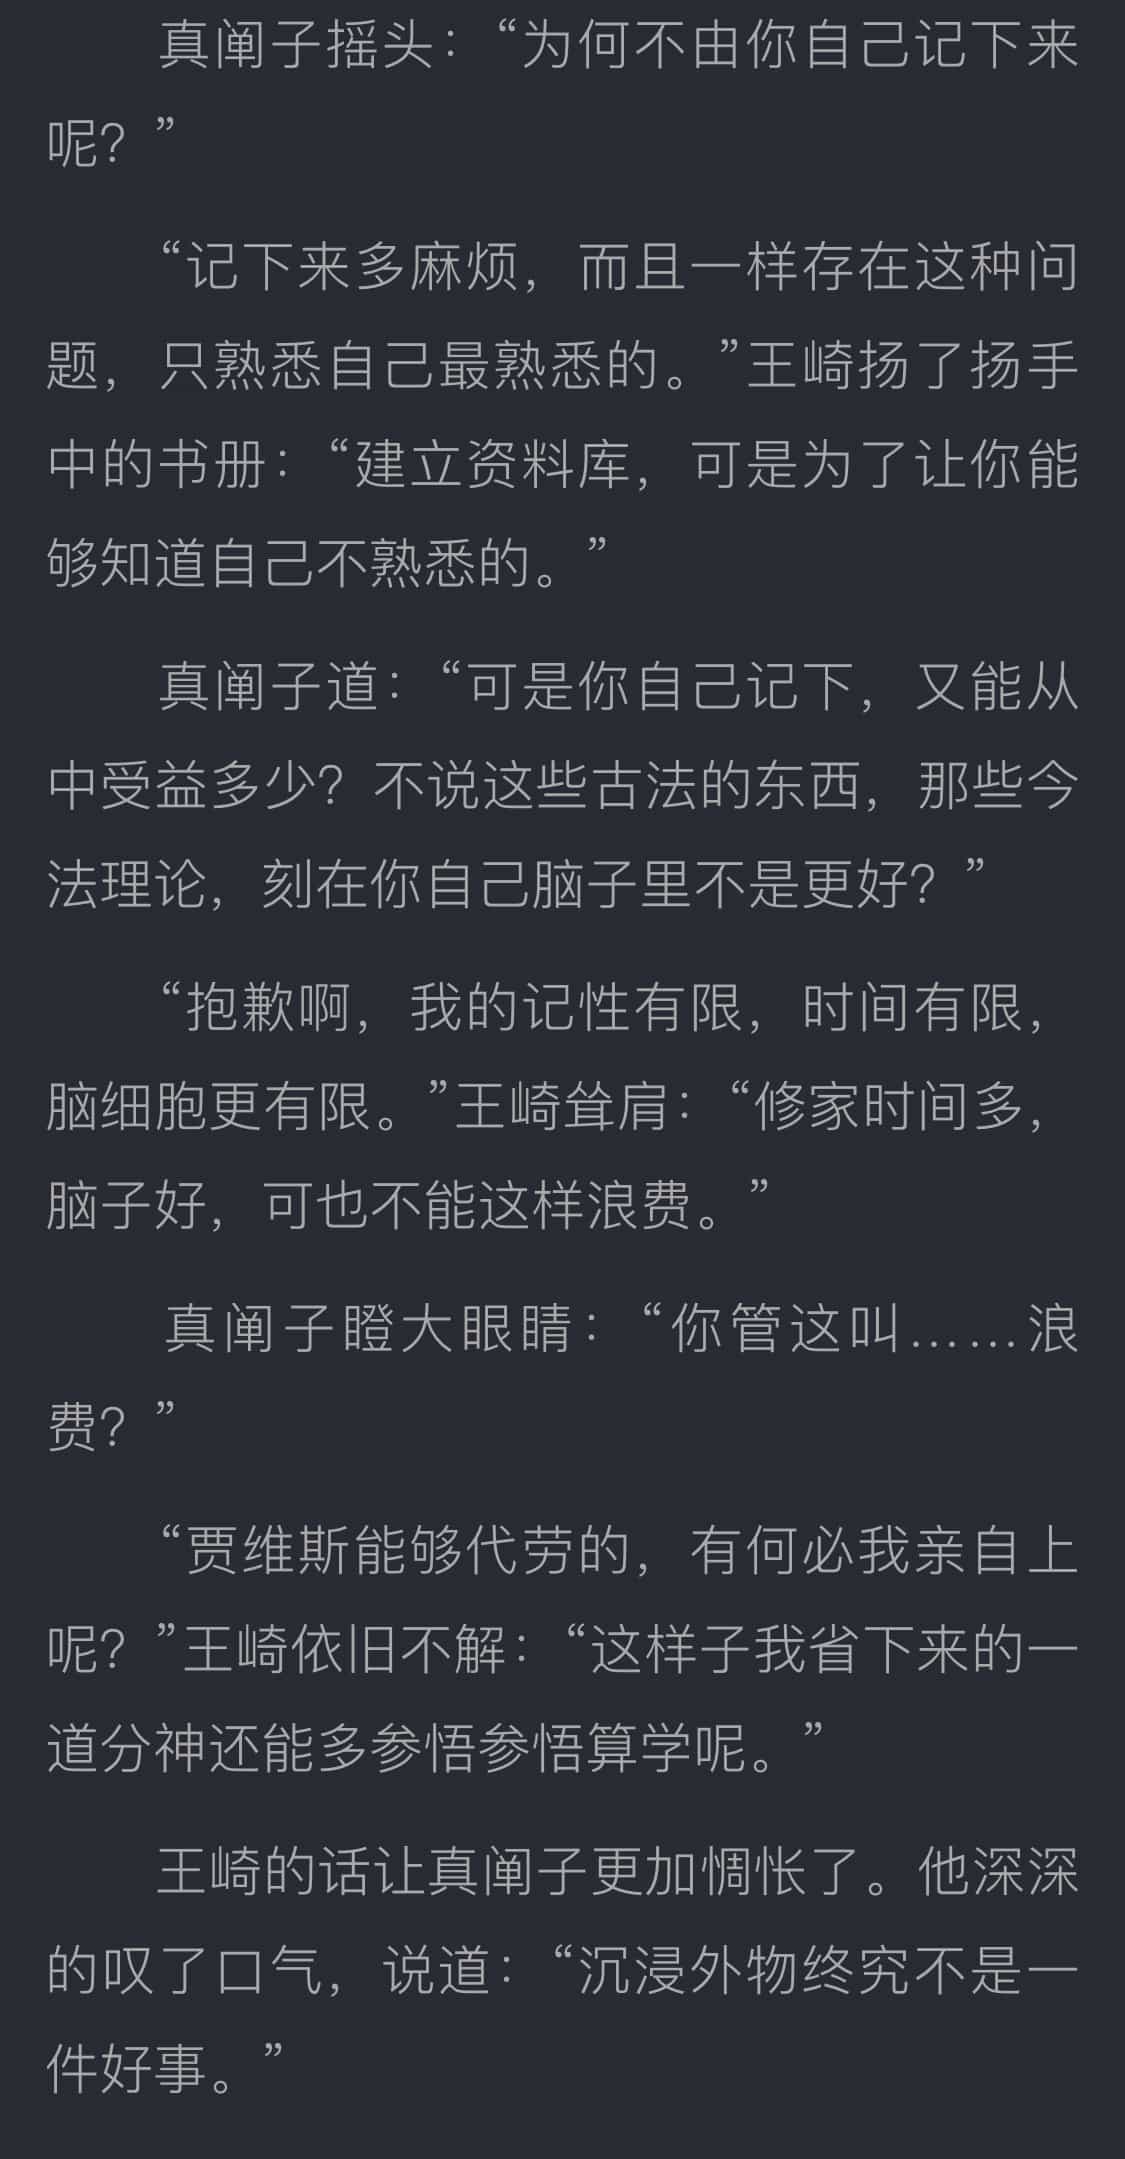 真阐子摇头：“为何不由你自己记下来
呢？”
“记下来多麻烦，而且一样存在这种问
题，只熟悉自己最熟悉的。”王崎扬了扬手
中的书册：“建立资料库，可是为了让你能
够知道自己不熟悉的。”
真阐子道：“可是你自己记下，又能从
中受益多少？不说这些古法的东西，那些今
法理论，刻在你自己脑子里不是更好？”
“抱歉啊，我的记性有限，时间有限，
脑细胞更有限。”王崎耸肩：“修家时间多，
脑子好，可也不能这样浪费。”
真阐子瞪大眼睛：“你管这叫……浪
费？”
“贾维斯能够代劳的，有何必我亲自上
呢？”王崎依旧不解：“这样子我省下来的一
道分神还能多参悟参悟算学呢。”
王崎的话让真阐子更加惆怅了。他深深
的叹了口气，说道：“沉浸外物终究不是一
件好事。”